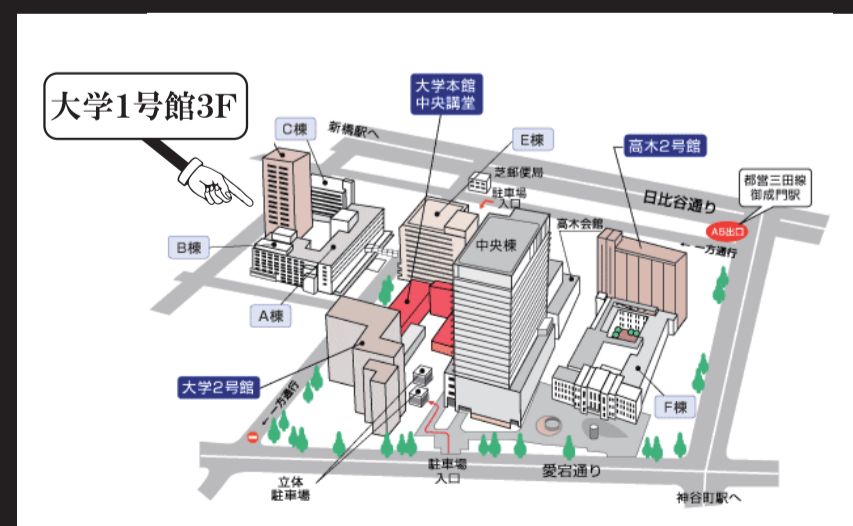 大学1号館3F
大学本館
中央講堂
C棟
新橋駅へ
E棟
高木2号館
芝郵便局
駐車場
入口
日比谷通り
都営三田線
御成門駅
A5出口
← 一方通行
高木会館
中央棟
B棟
A棟
大学2号館
← 一方通行
F棟
立体
駐車場
駐車場
入口
愛宕通り
神谷町駅へ